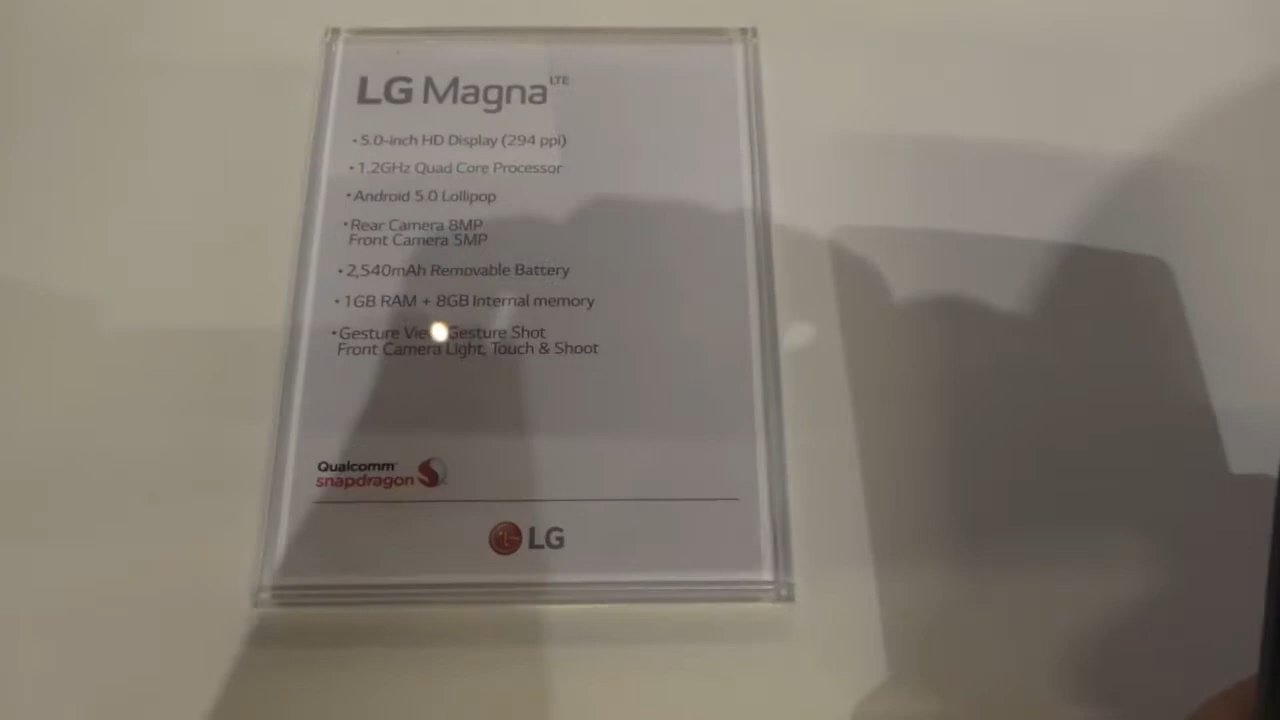 LG Magna LTE
• 5.0-inch HD Display (294 ppi)
• 1.2GHz Quad Core Processor
• Android 5.0 Lollipop
• Rear Camera 8MP
Front Camera 5MP
• 2,540mAh Removable Battery
• 1GB RAM + 8GB Internal memory
• Gesture Gesture Shot
Front Camera Light, Touch & Shoot
Qualcomm
snapdragon
LG